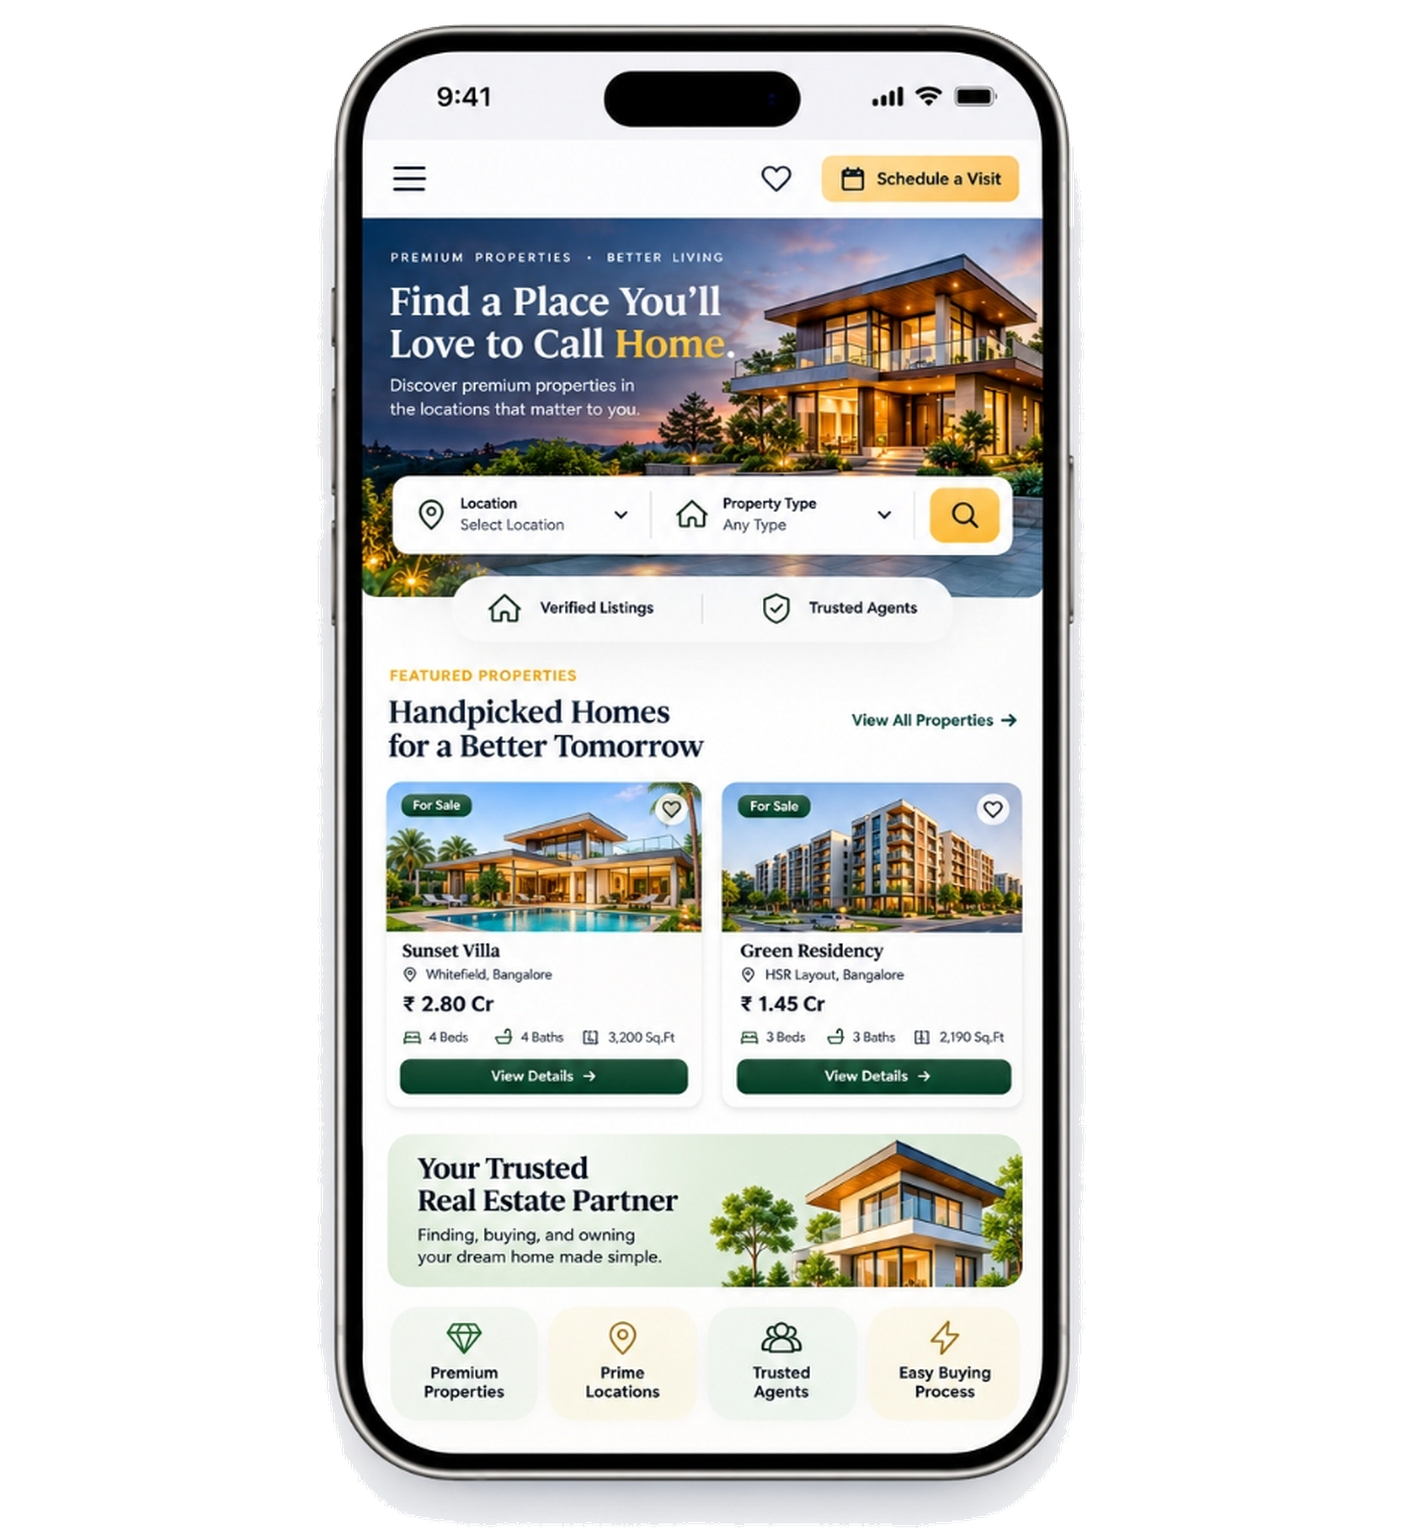 9:41
Schedule a Visit
PREMIUM PROPERTIES • BETTER LIVING
Find a Place You’ll
Love to Call Home.
Discover premium properties in
the locations that matter to you.
Location
Select Location
Property Type
Any Type
Verified Listings
Trusted Agents
FEATURED PROPERTIES
Handpicked Homes
for a Better Tomorrow
View All Properties →
For Sale
Sunset Villa
Whitefield, Bangalore
₹ 2.80 Cr
4 Beds 4 Baths 3,200 Sq.Ft
View Details →
For Sale
Green Residency
HSR Layout, Bangalore
₹ 1.45 Cr
3 Beds 3 Baths 2,190 Sq.Ft
View Details →
Your Trusted
Real Estate Partner
Finding, buying, and owning
your dream home made simple.
Premium
Properties
Prime
Locations
Trusted
Agents
Easy Buying
Process